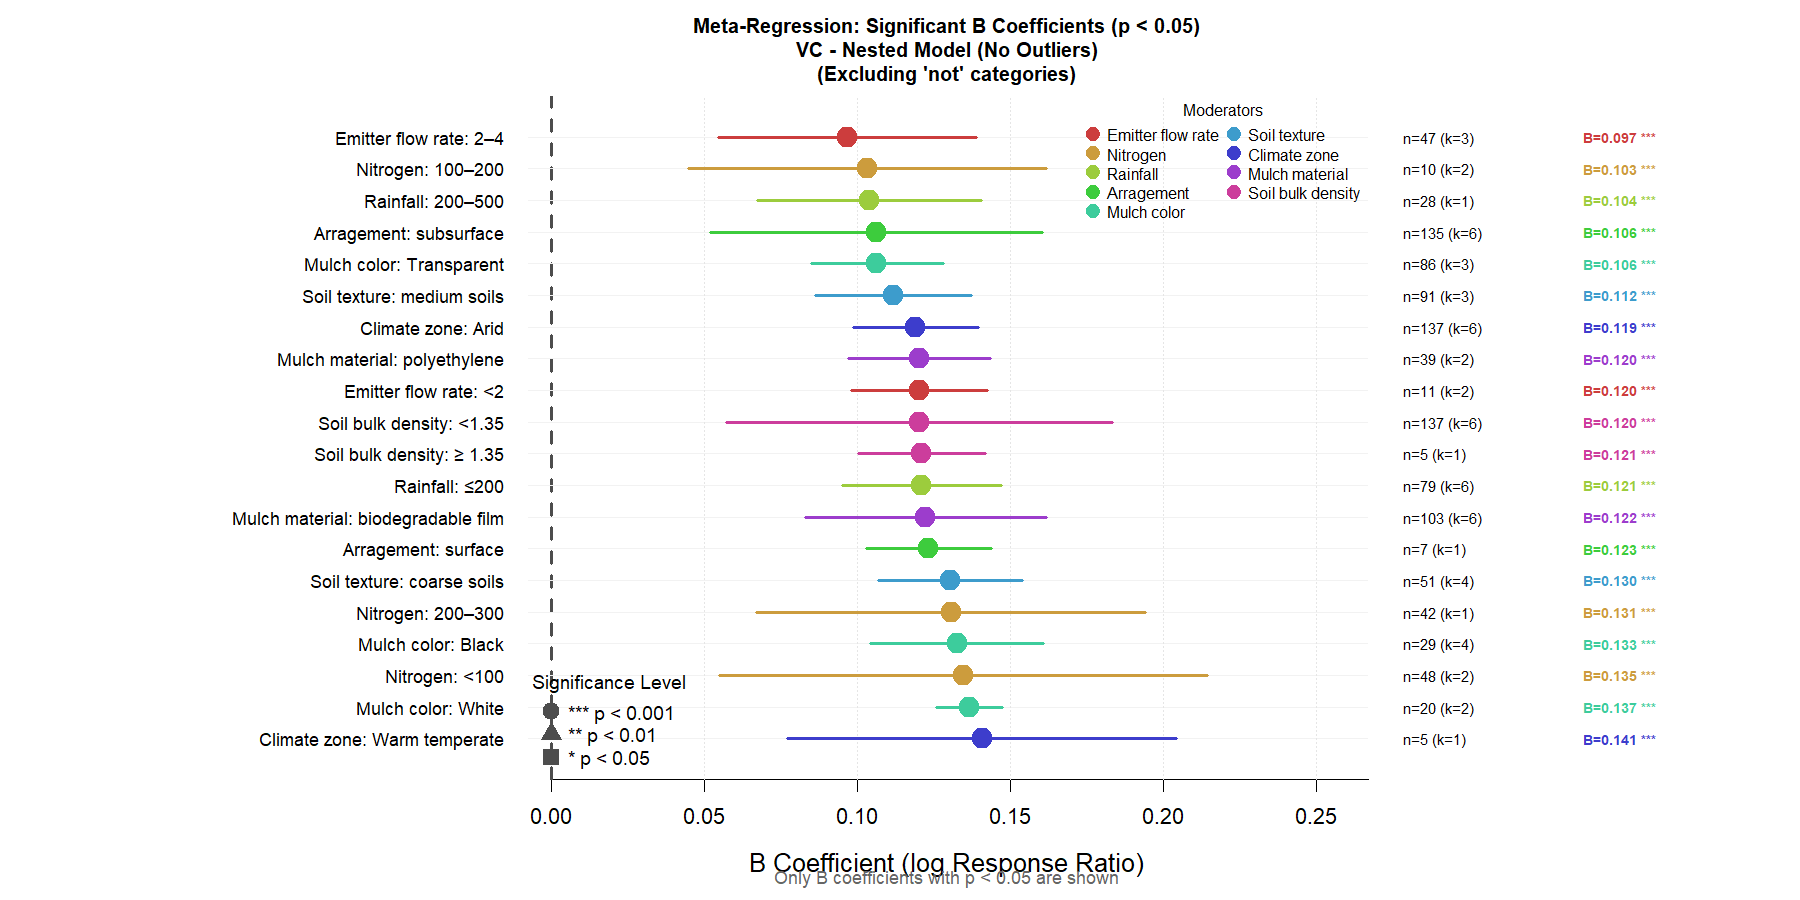 Meta-Regression: Significant B Coefficients (p < 0.05)
VC - Nested Model (No Outliers)
(Excluding 'not' categories)
Moderators
Emitter flow rate Soil texture
Nitrogen Climate zone
Rainfall Mulch material
Arragement Soil bulk density
Mulch color
Emitter flow rate: 2–4 n=47 (k=3) B=0.097 ***
Nitrogen: 100–200 n=10 (k=2) B=0.103 ***
Rainfall: 200–500 n=28 (k=1) B=0.104 ***
Arragement: subsurface n=135 (k=6) B=0.106 ***
Mulch color: Transparent n=86 (k=3) B=0.106 ***
Soil texture: medium soils n=91 (k=3) B=0.112 ***
Climate zone: Arid n=137 (k=6) B=0.119 ***
Mulch material: polyethylene n=39 (k=2) B=0.120 ***
Emitter flow rate: <2 n=11 (k=2) B=0.120 ***
Soil bulk density: <1.35 n=137 (k=6) B=0.120 ***
Soil bulk density: ≥ 1.35 n=5 (k=1) B=0.121 ***
Rainfall: ≤200 n=79 (k=6) B=0.121 ***
Mulch material: biodegradable film n=103 (k=6) B=0.122 ***
Arragement: surface n=7 (k=1) B=0.123 ***
Soil texture: coarse soils n=51 (k=4) B=0.130 ***
Nitrogen: 200–300 n=42 (k=1) B=0.131 ***
Mulch color: Black n=29 (k=4) B=0.133 ***
Nitrogen: <100 n=48 (k=2) B=0.135 ***
Mulch color: White n=20 (k=2) B=0.137 ***
Climate zone: Warm temperate n=5 (k=1) B=0.141 ***
Significance Level
*** p < 0.001
** p < 0.01
* p < 0.05
0.00 0.05 0.10 0.15 0.20 0.25
B Coefficient (log Response Ratio)
Only B coefficients with p < 0.05 are shown